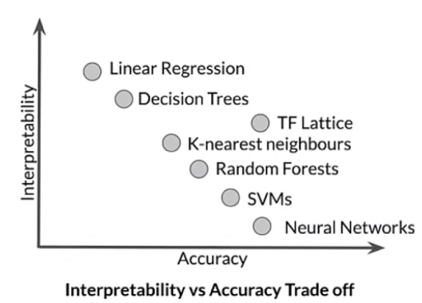 Linear Regression
Decision Trees
TF Lattice
K-nearest neighbours
Random Forests
SVMs
Neural Networks
Interpretability
Accuracy
Interpretability vs Accuracy Trade off